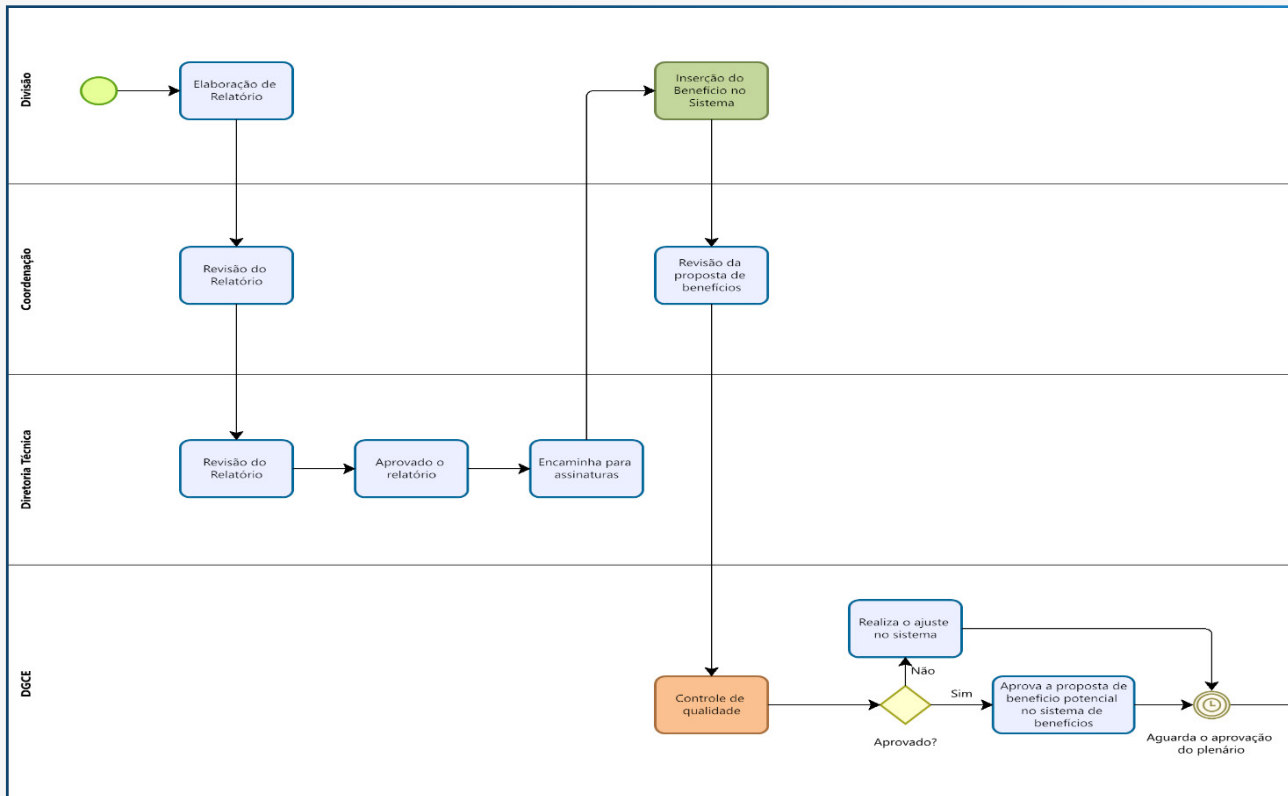 Divisão
Elaboração de
Relatório
Inserção do
Benefício no
Sistema
Coordenação
Revisão do
Relatório
Revisão da
proposta de
benefícios
Diretoria Técnica
Revisão do
Relatório
Aprovado o
relatório
Encaminha para
assinaturas
DGCE
Controle de
qualidade
Aprovado?
Não
Realiza o ajuste
no sistema
Sim
Aprova a proposta de
benefício potencial
no sistema de
benefícios
Aguarda o aprovação
do plenário